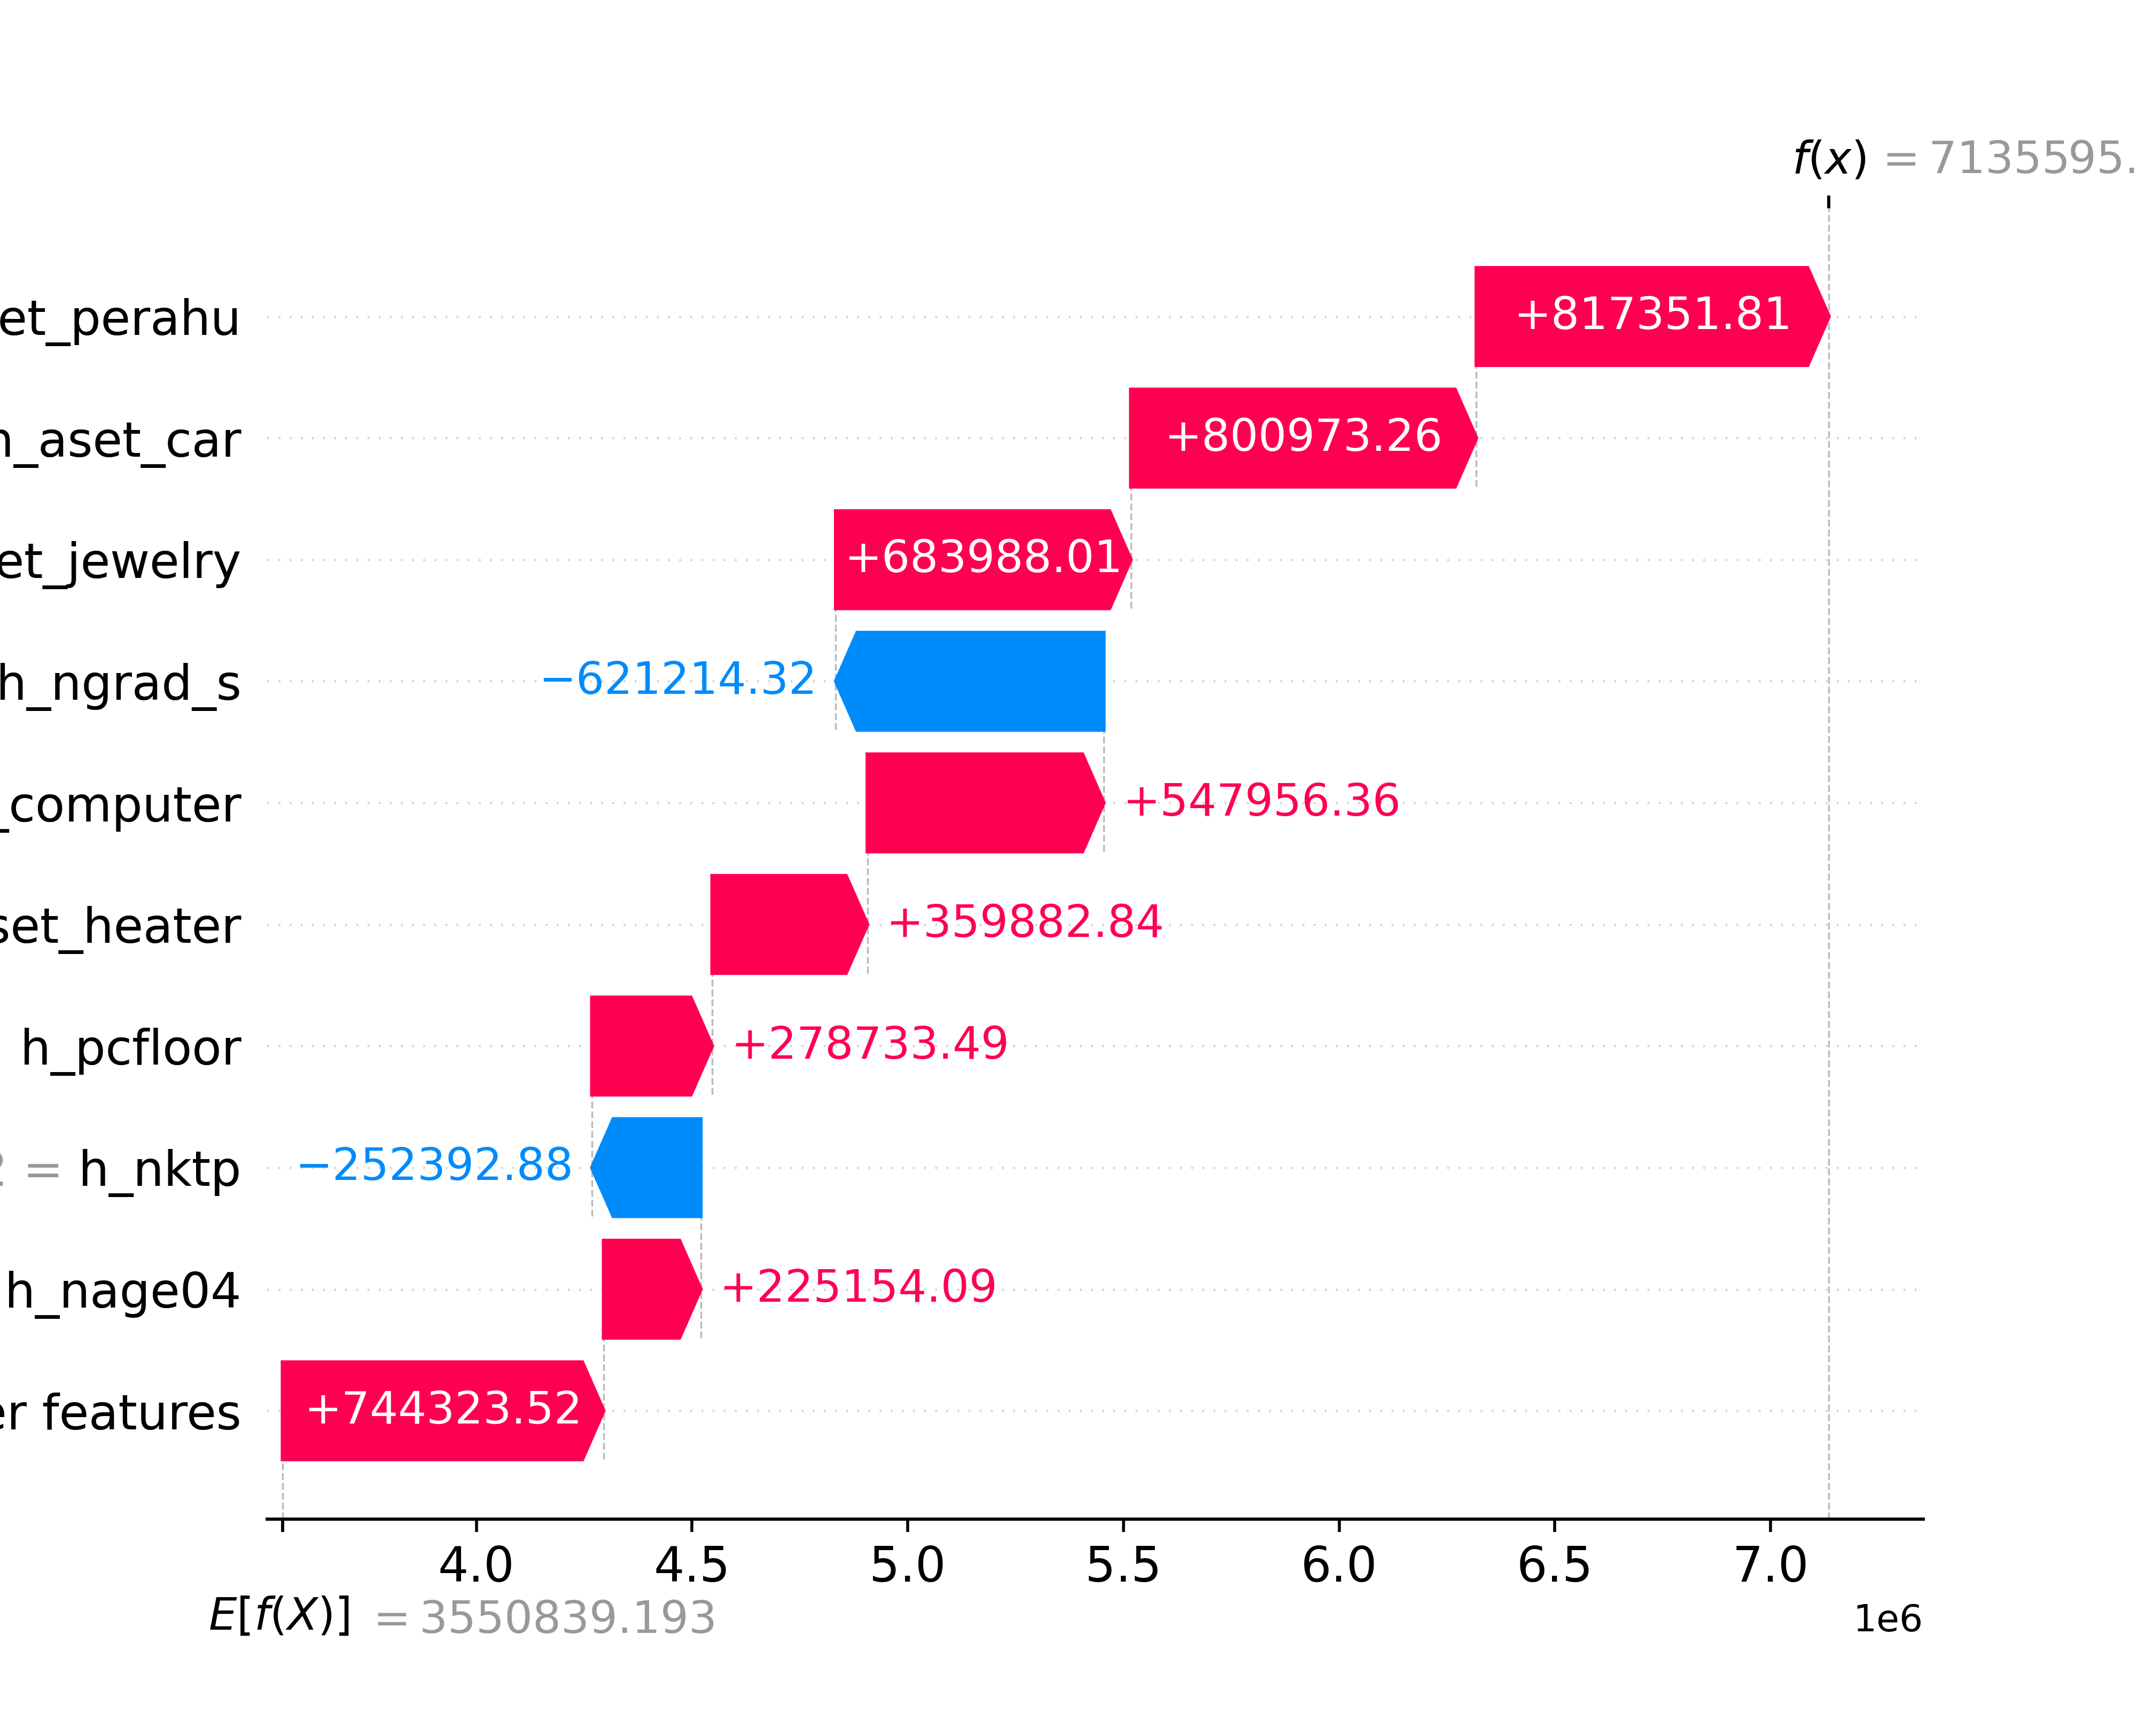 f(x) = 7135595.
et_perahu +817351.81
_aset_car +800973.26
et_jewelry +683988.01
h_ngrad_s −621214.32
_computer +547956.36
set_heater +359882.84
h_pcfloor +278733.49
= h_nktp −252392.88
h_nage04 +225154.09
er features +744323.52
4.0 4.5 5.0 5.5 6.0 6.5 7.0
E[f(X)] = 3550839.193
1e6